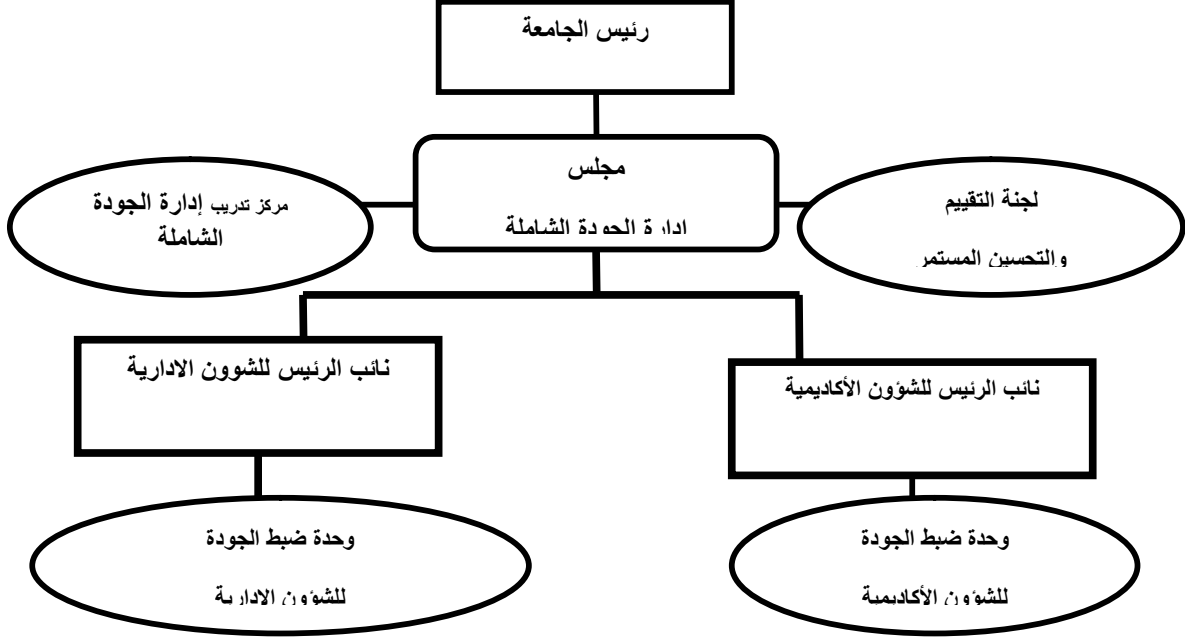 رئيس الجامعة
مجلس
ادارة الجودة الشاملة
لجنة التقييم
والتحسين المستمر
مركز تدريب إدارة الجودة
الشاملة
نائب الرئيس للشؤون الأكاديمية
نائب الرئيس للشوون الادارية
وحدة ضبط الجودة
للشؤون الأكاديمية
وحدة ضبط الجودة
للشؤون الادارية